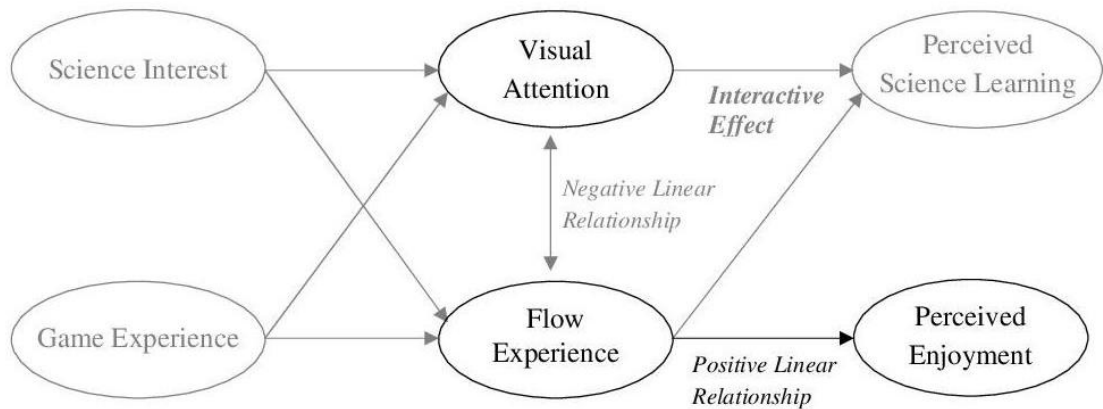 Science Interest
Visual
Attention
Perceived
Science Learning
Interactive
Effect
Negative Linear
Relationship
Game Experience
Flow
Experience
Perceived
Enjoyment
Positive Linear
Relationship